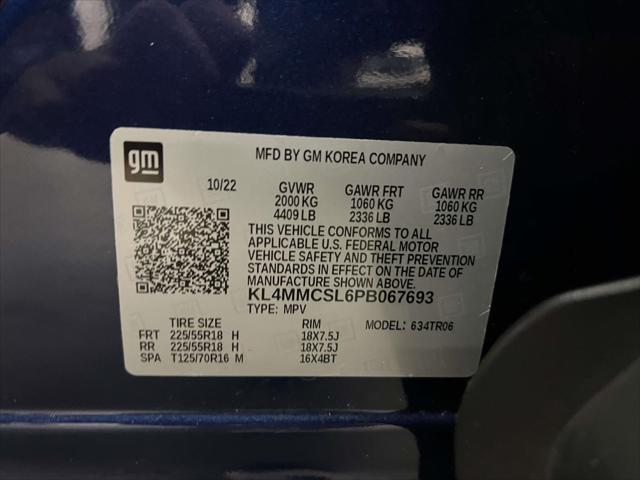 gm
MFD BY GM KOREA COMPANY
10/22 GVWR GAWR FRT GAWR RR
2000 KG 1060 KG 1060 KG
4409 LB 2336 LB 2336 LB
THIS VEHICLE CONFORMS TO ALL
APPLICABLE U.S. FEDERAL MOTOR
VEHICLE SAFETY AND THEFT PREVENTION
STANDARDS IN EFFECT ON THE DATE OF
MANUFACTURE SHOWN ABOVE.
KL4MMCSL6PB067693
TYPE: MPV
TIRE SIZE RIM MODEL: 634TR06
FRT 225/55R18 H 18X7.5J
RR 225/55R18 H 18X7.5J
SPA T125/70R16 M 16X4BT